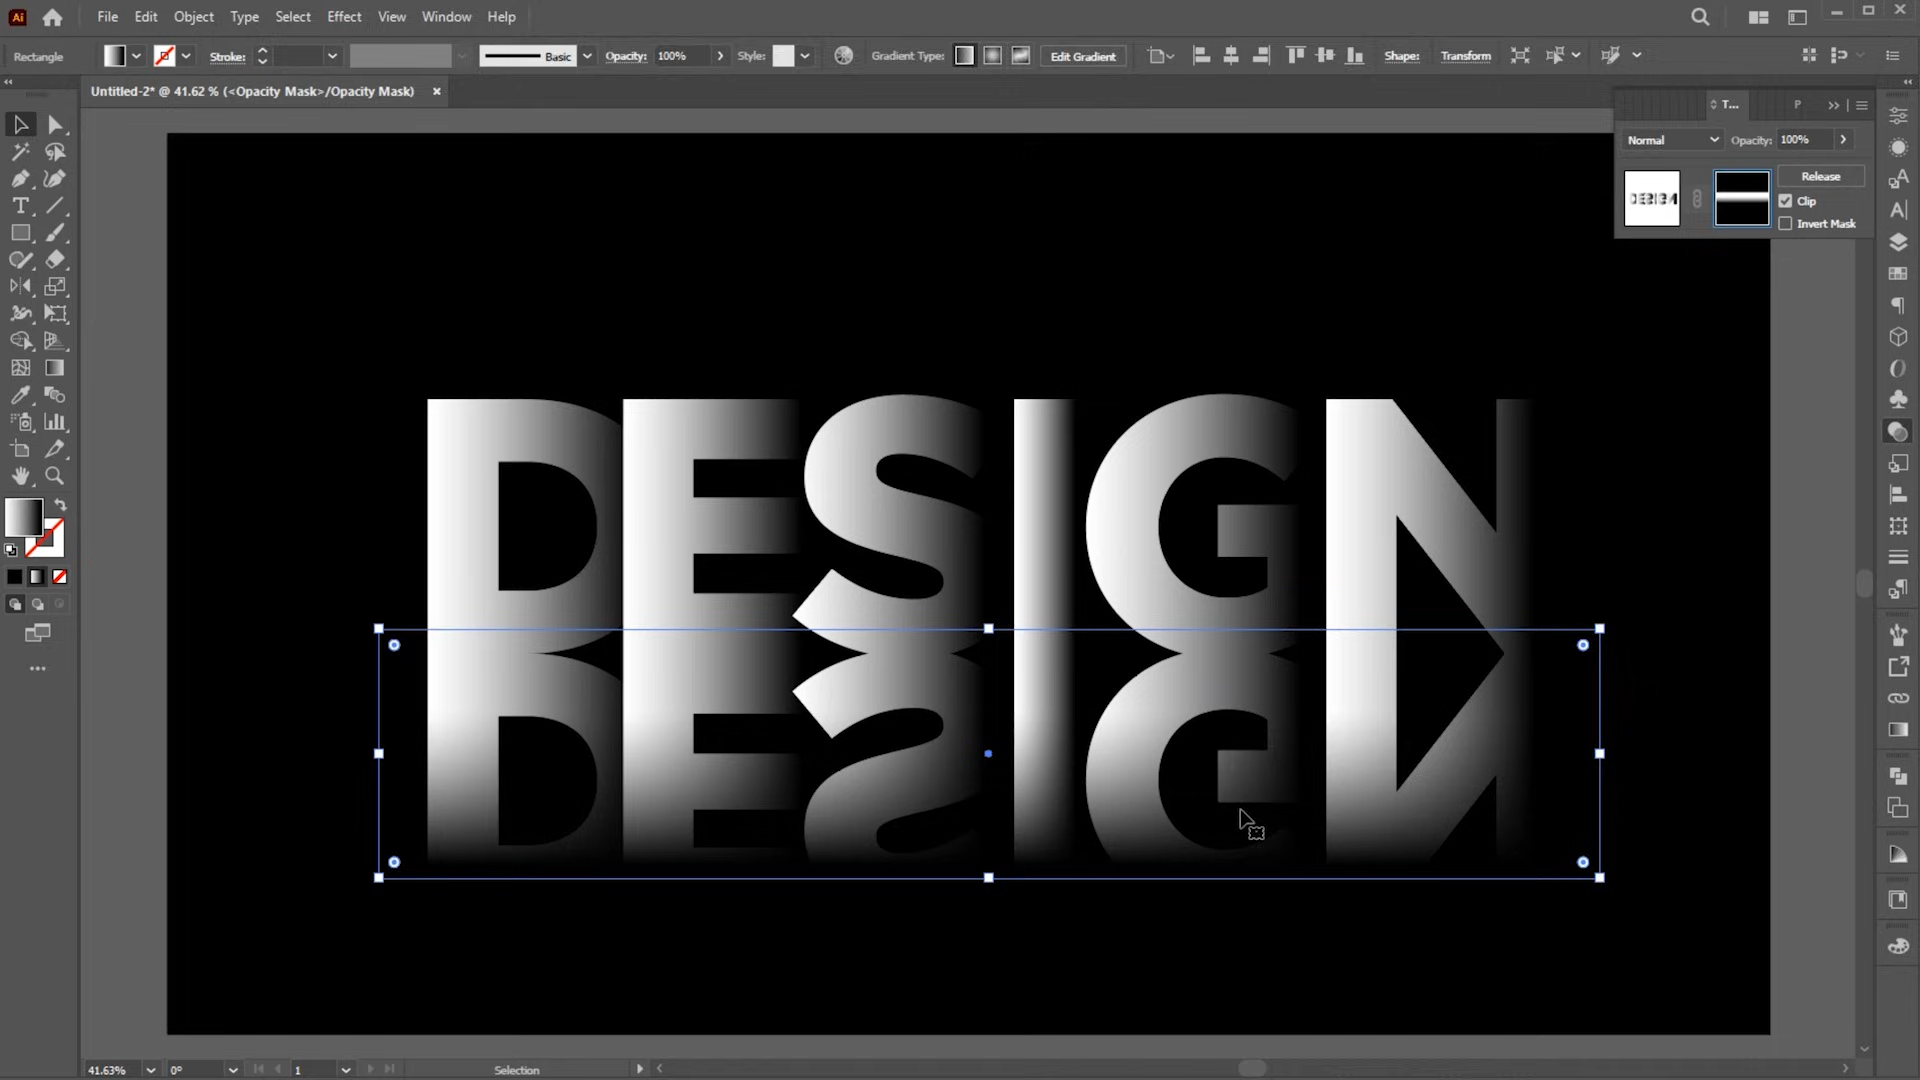 Ai File Edit Object Type Select Effect View Window Help
Rectangle Stroke: Basic Opacity: 100% Style: Gradient Type: Edit Gradient Shape: Transform
Untitled-2* @ 41.62 % (<Opacity Mask>/Opacity Mask) ×
T... P
Normal Opacity: 100%
Release
Clip
Invert Mask
DESIGN
DESIGN
41.63% 0° 1 Selection